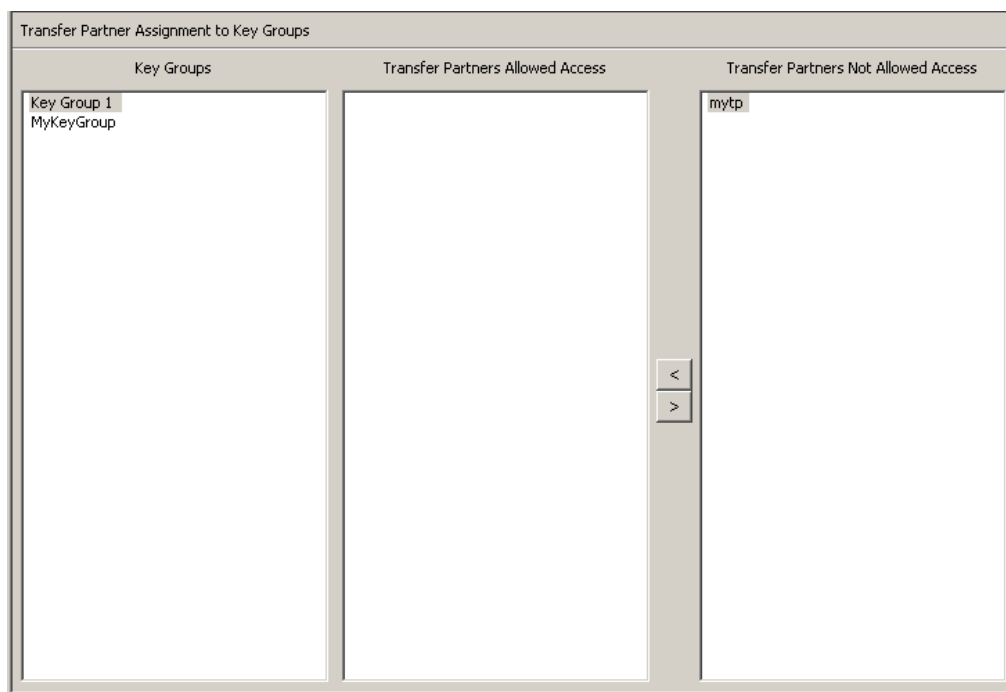 Transfer Partner Assignment to Key Groups
Key Groups
Transfer Partners Allowed Access
Transfer Partners Not Allowed Access
Key Group 1
MyKeyGroup
mytp
<
>